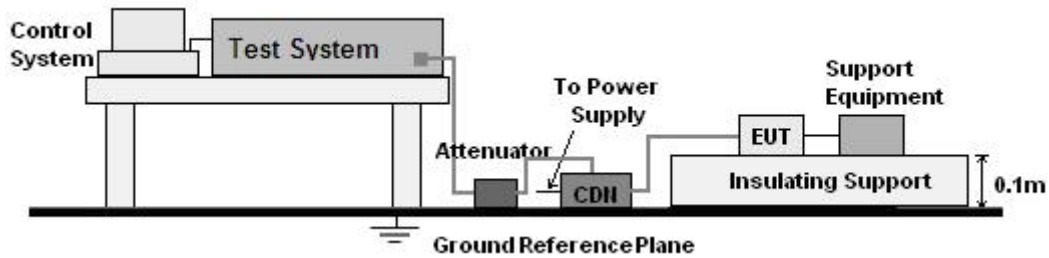 Control
System
Test System
To Power
Supply
Support
Equipment
Attenuator
EUT
CDN
Insulating Support
0.1m
Ground Reference Plane